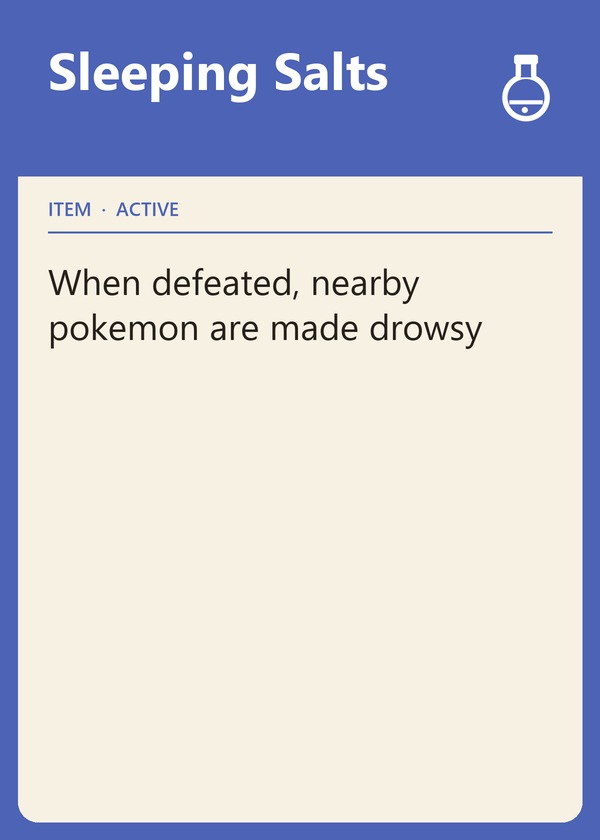 Sleeping Salts
ITEM · ACTIVE
When defeated, nearby
pokemon are made drowsy